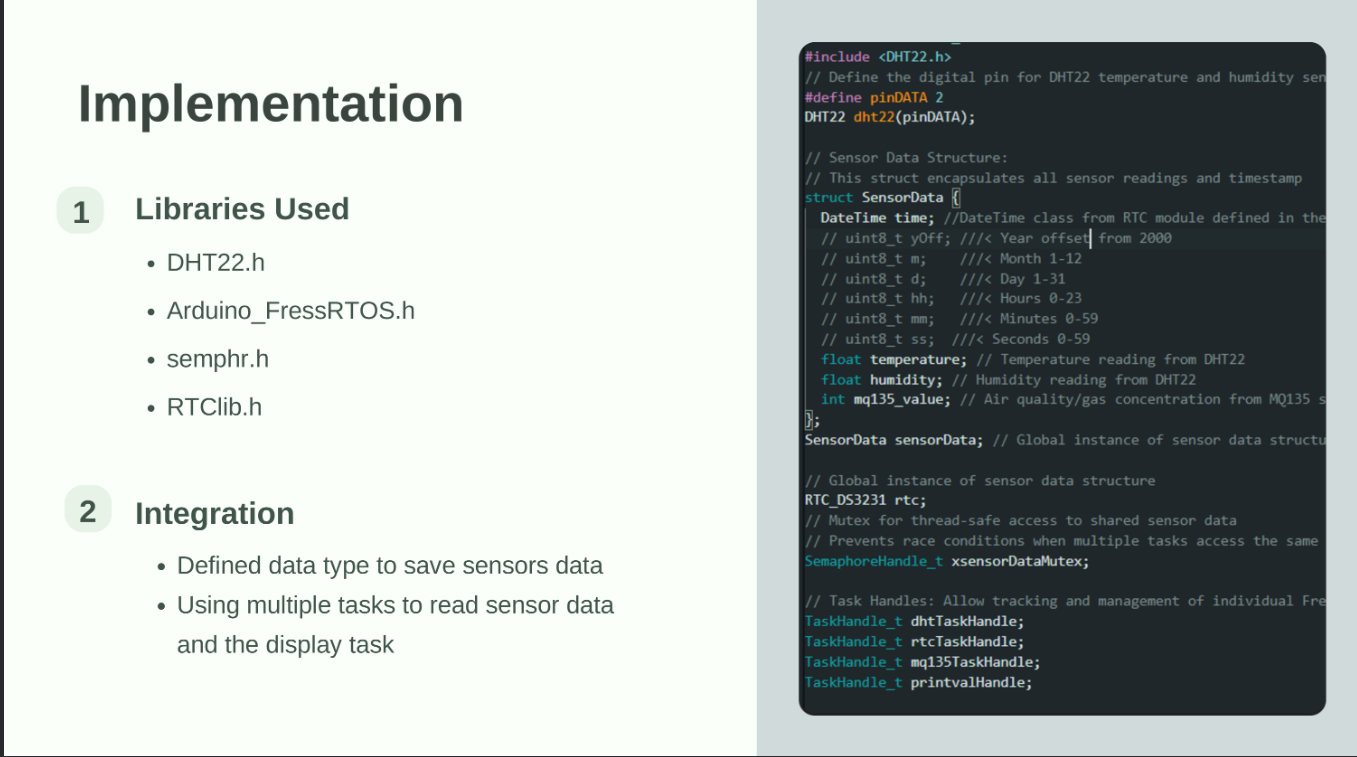 Implementation
1
Libraries Used
• DHT22.h
• Arduino_FressRTOS.h
• semphr.h
• RTClib.h
2
Integration
• Defined data type to save sensors data
• Using multiple tasks to read sensor data
and the display task
#include <DHT22.h>
// Define the digital pin for DHT22 temperature and humidity sen
#define pinDATA 2
DHT22 dht22(pinDATA);
// Sensor Data Structure:
// This struct encapsulates all sensor readings and timestamp
struct SensorData {
DateTime time; //DateTime class from RTC module defined in the
// uint8_t yOff; ///< Year offset from 2000
// uint8_t m; ///< Month 1-12
// uint8_t d; ///< Day 1-31
// uint8_t hh; ///< Hours 0-23
// uint8_t mm; ///< Minutes 0-59
// uint8_t ss; ///< Seconds 0-59
float temperature; // Temperature reading from DHT22
float humidity; // Humidity reading from DHT22
int mq135_value; // Air quality/gas concentration from MQ135 s
};
SensorData sensorData; // Global instance of sensor data structu
// Global instance of sensor data structure
RTC_DS3231 rtc;
// Mutex for thread-safe access to shared sensor data
// Prevents race conditions when multiple tasks access the same
SemaphoreHandle_t xsensorDataMutex;
// Task Handles: Allow tracking and management of individual Fre
TaskHandle_t dhtTaskHandle;
TaskHandle_t rtcTaskHandle;
TaskHandle_t mq135TaskHandle;
TaskHandle_t printvalHandle;